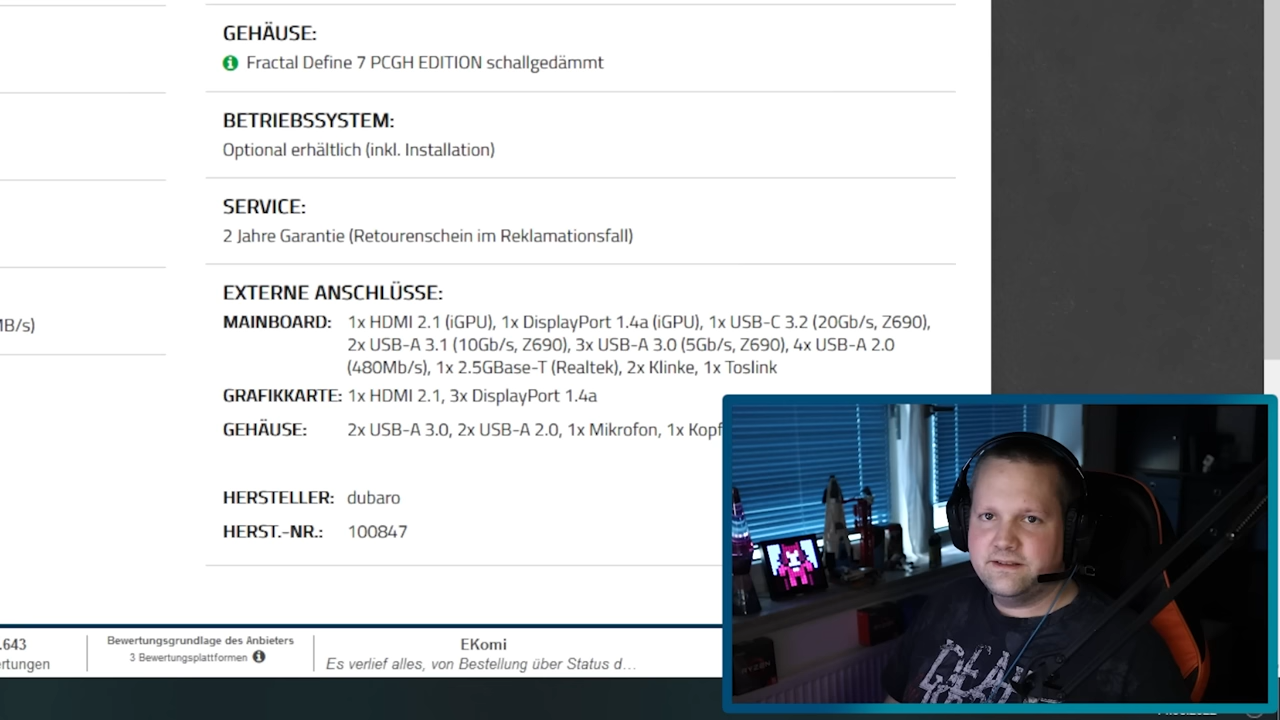 GEHÄUSE:
Fractal Define 7 PCGH EDITION schallgedämmt
BETRIEBSSYSTEM:
Optional erhältlich (inkl. Installation)
SERVICE:
2 Jahre Garantie (Retourenschein im Reklamationsfall)
EXTERNE ANSCHLÜSSE:
MB/s)
MAINBOARD: 1x HDMI 2.1 (iGPU), 1x DisplayPort 1.4a (iGPU), 1x USB-C 3.2 (20Gb/s, Z690),
2x USB-A 3.1 (10Gb/s, Z690), 3x USB-A 3.0 (5Gb/s, Z690), 4x USB-A 2.0
(480Mb/s), 1x 2.5GBase-T (Realtek), 2x Klinke, 1x Toslink
GRAFIKKARTE: 1x HDMI 2.1, 3x DisplayPort 1.4a
GEHÄUSE: 2x USB-A 3.0, 2x USB-A 2.0, 1x Mikrofon, 1x Kopf
HERSTELLER: dubaro
HERST.-NR.: 100847
.643
rtungen
Bewertungsgrundlage des Anbieters
3 Bewertungsplattformen
EKomi
Es verlief alles, von Bestellung über Status d...
RYZEN